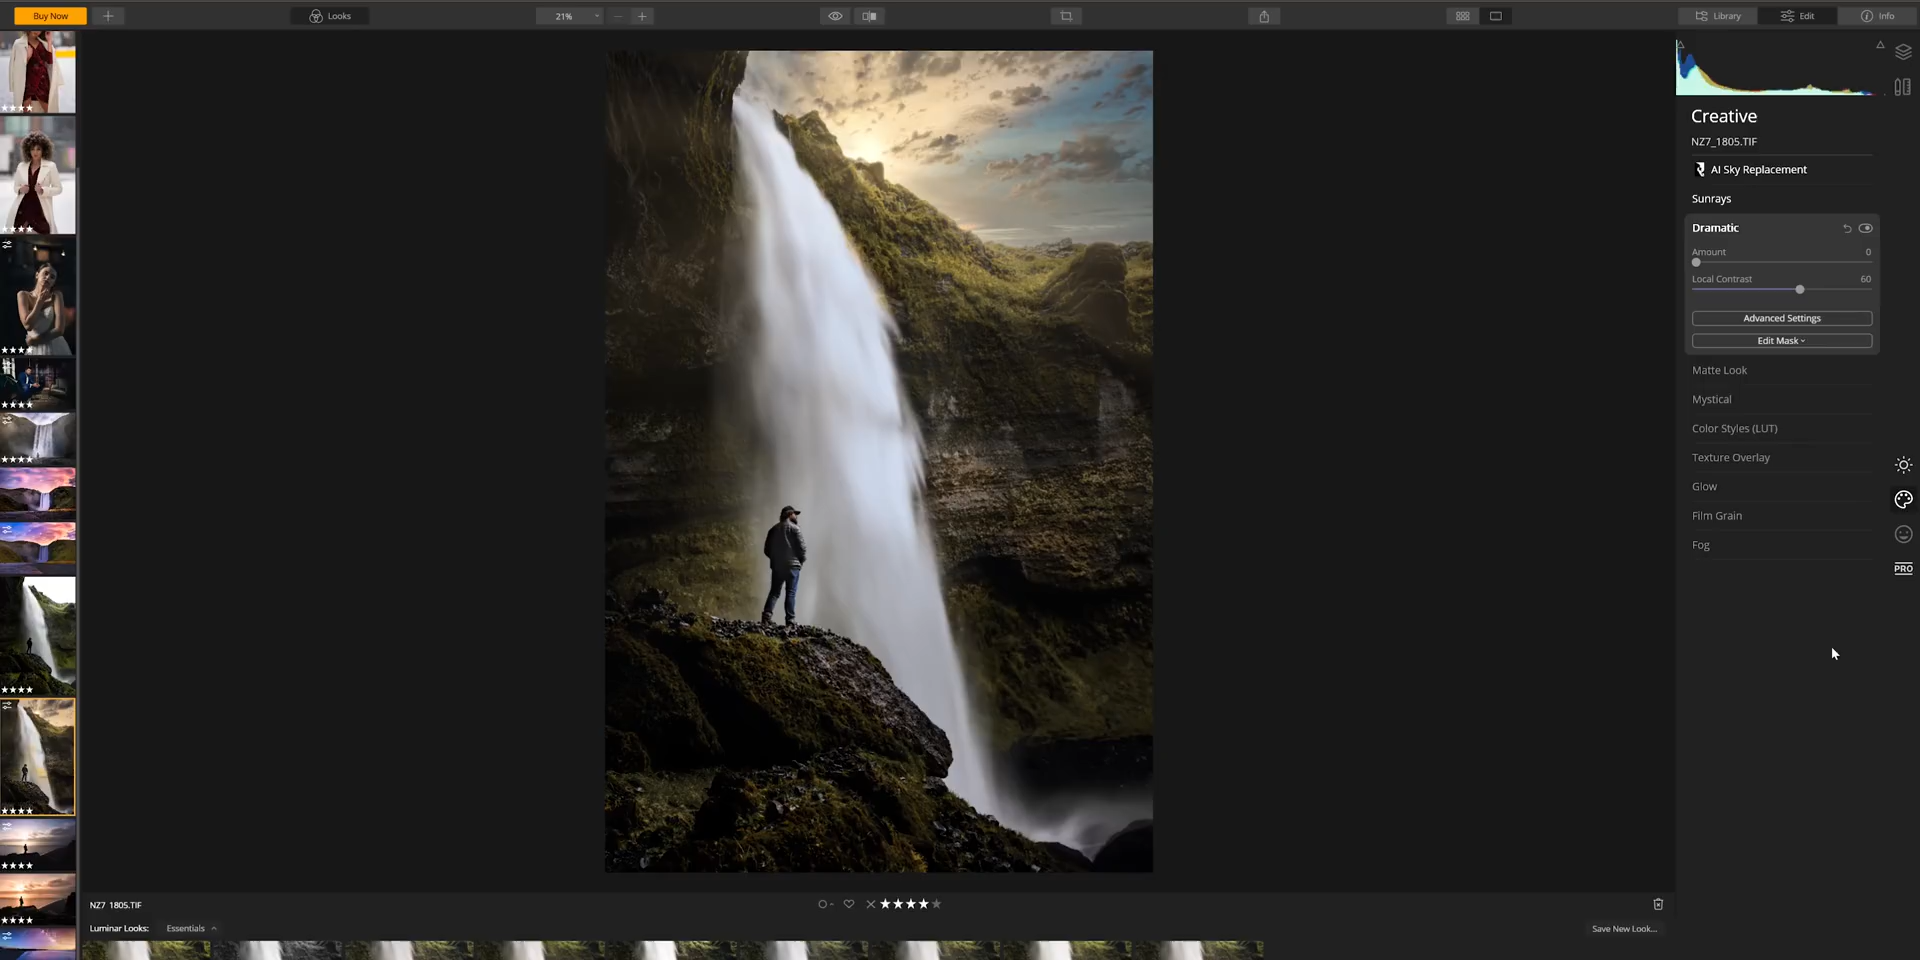 Buy Now
Looks
21%
Library
Edit
Info
Creative
NZ7_1805.TIF
AI Sky Replacement
Sunrays
Dramatic
Amount 0
Local Contrast 60
Advanced Settings
Edit Mask
Matte Look
Mystical
Color Styles (LUT)
Texture Overlay
Glow
Film Grain
Fog
PRO
NZ7_1805.TIF
Luminar Looks: Essentials
Save New Look...